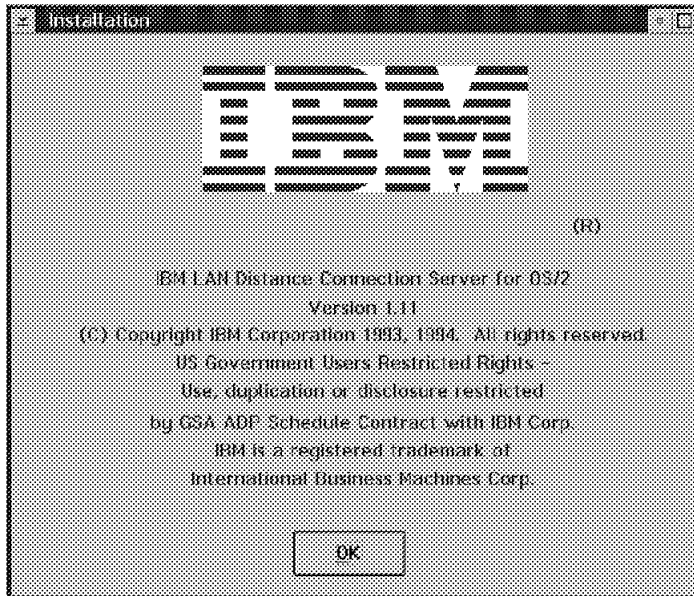 Installation
IBM
(R)
IBM LAN Distance Connection Server for OS/2
Version 1.11
(C) Copyright IBM Corporation 1993, 1994. All rights reserved.
US Government Users Restricted Rights -
Use, duplication or disclosure restricted
by GSA ADP Schedule Contract with IBM Corp.
IBM is a registered trademark of
International Business Machines Corp.
OK